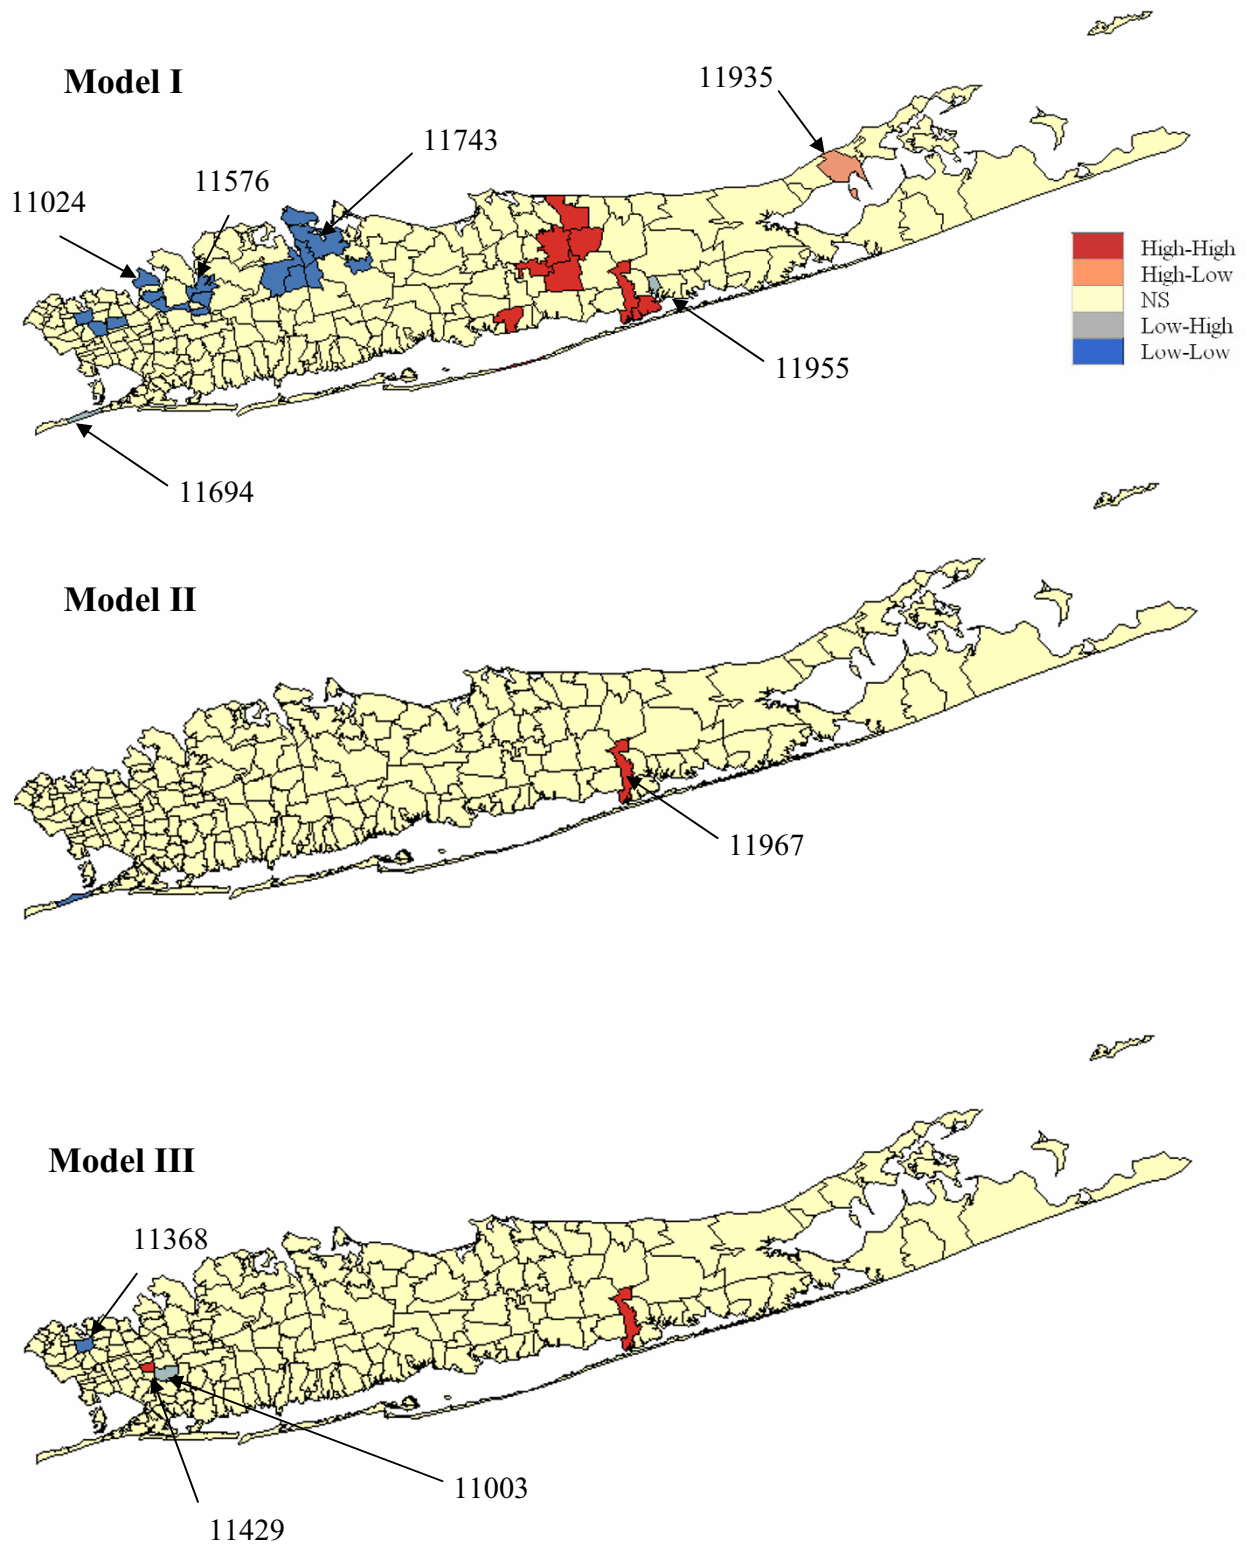 Model I
11935
11743
11576
11024
High-High
High-Low
NS
Low-High
Low-Low
11955
11694
Model II
11967
Model III
11368
11003
11429